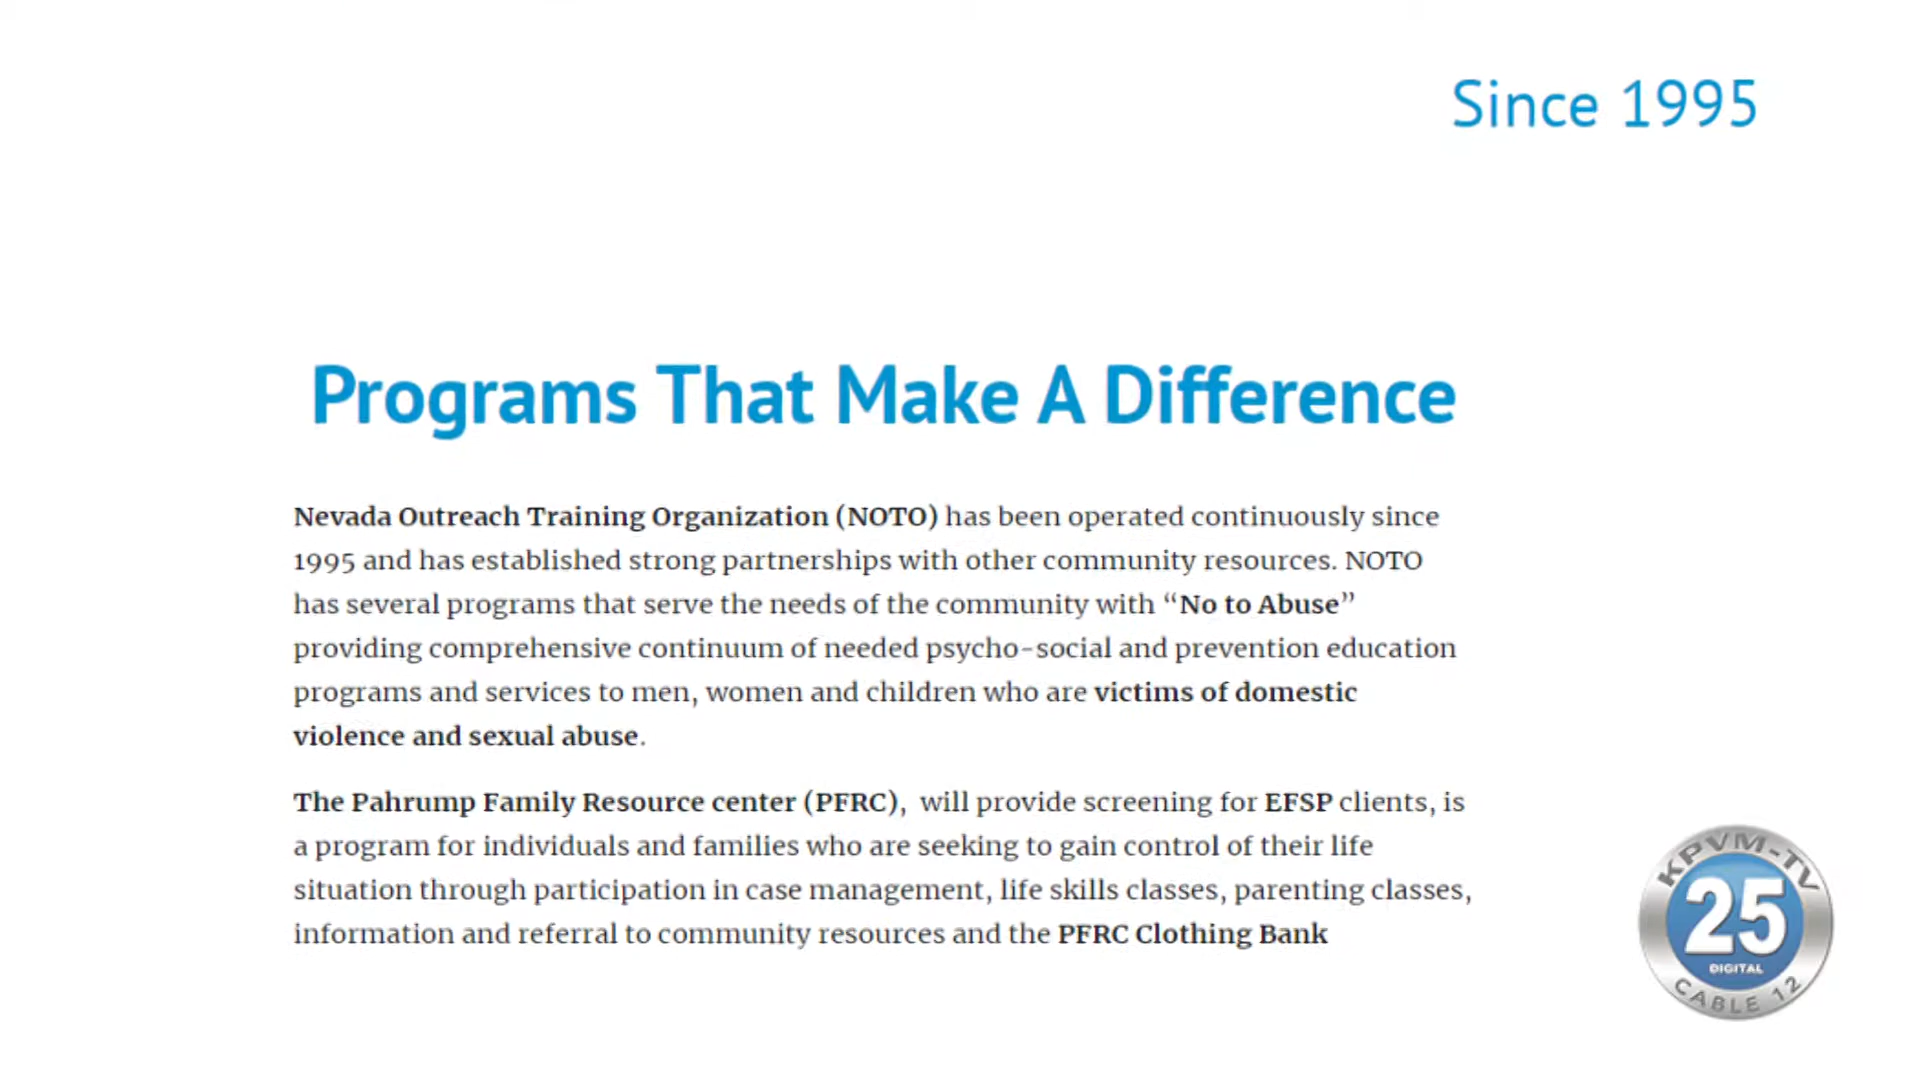 Since 1995
Programs That Make A Difference
Nevada Outreach Training Organization (NOTO) has been operated continuously since
1995 and has established strong partnerships with other community resources. NOTO
has several programs that serve the needs of the community with “No to Abuse”
providing comprehensive continuum of needed psycho-social and prevention education
programs and services to men, women and children who are victims of domestic
violence and sexual abuse.
The Pahrump Family Resource center (PFRC),  will provide screening for EFSP clients, is
a program for individuals and families who are seeking to gain control of their life
situation through participation in case management, life skills classes, parenting classes,
information and referral to community resources and the PFRC Clothing Bank
KPVM-TV
25
DIGITAL
CABLE 12